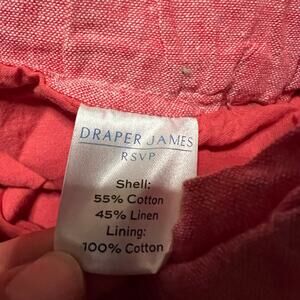 DRAPER JAMES
RSVP
Shell:
55% Cotton
45% Linen
Lining:
100% Cotton